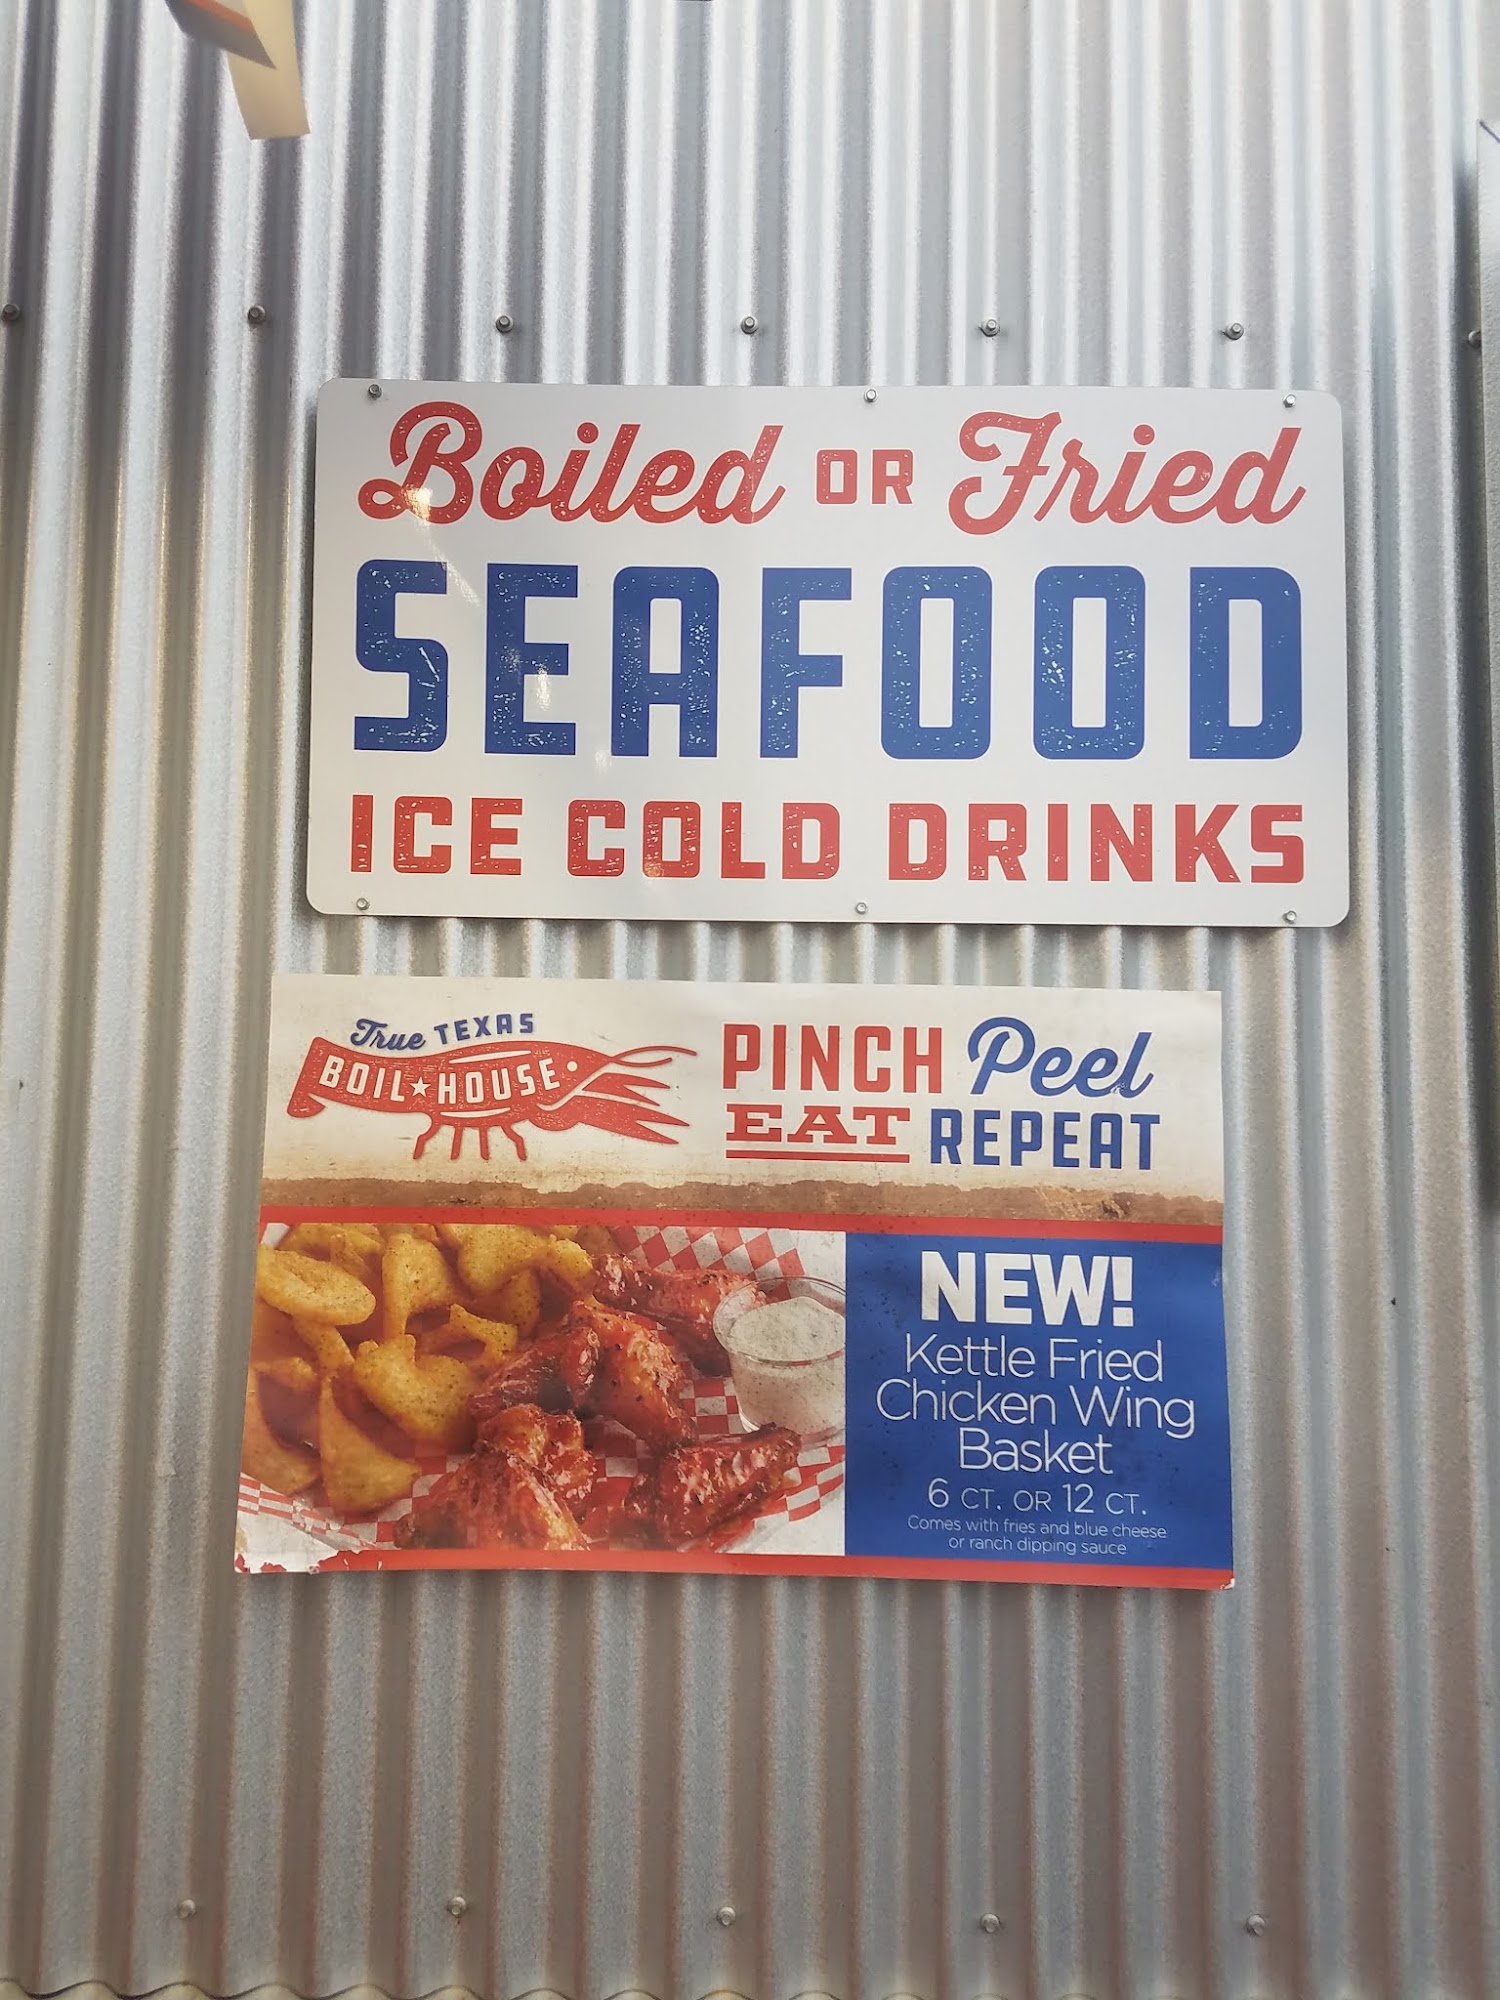 Boiled OR Fried
SEAFOOD
ICE COLD DRINKS
True TEXAS
BOIL★HOUSE
PINCH Peel
EAT REPEAT
NEW!
Kettle Fried
Chicken Wing
Basket
6 CT. OR 12 CT.
Comes with fries and blue cheese
or ranch dipping sauce